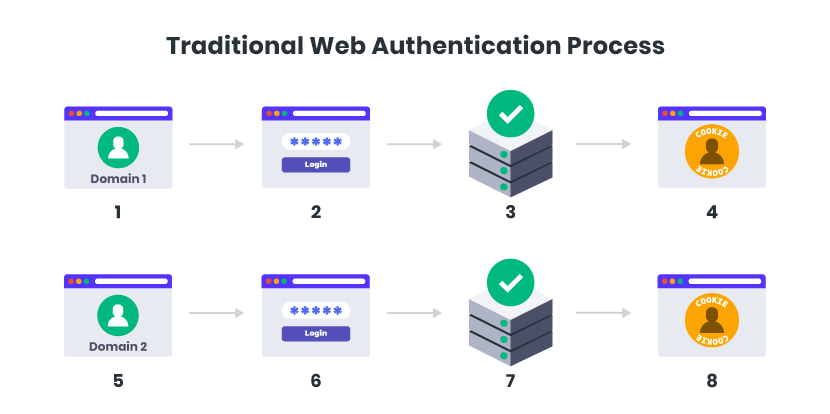 Traditional Web Authentication Process
COOKIE
*****
Login
Domain 1
COOKIE
1
2
3
4
COOKIE
*****
Login
Domain 2
COOKIE
5
6
7
8